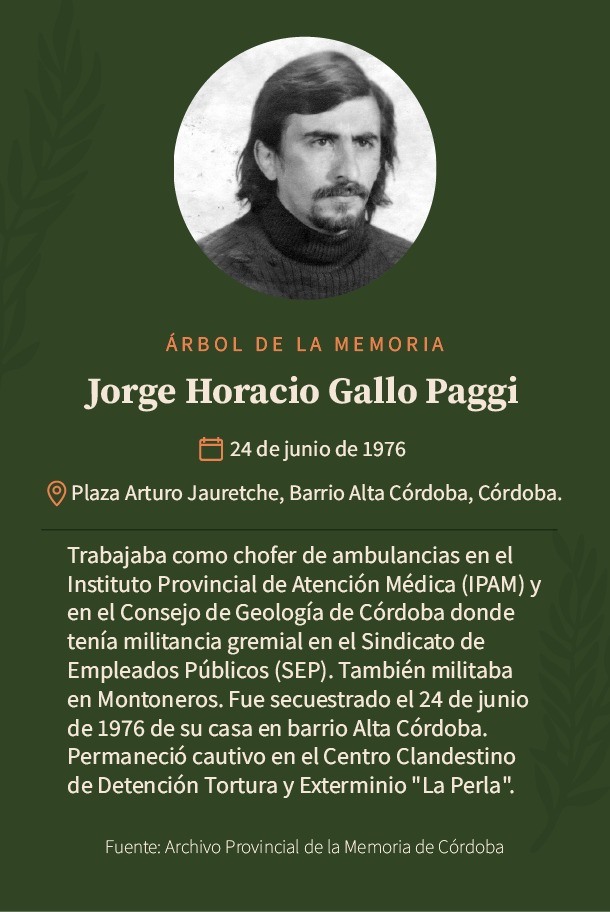 ÁRBOL DE LA MEMORIA
Jorge Horacio Gallo Paggi
24 de junio de 1976
Plaza Arturo Jauretche, Barrio Alta Córdoba, Córdoba.
Trabajaba como chofer de ambulancias en el
Instituto Provincial de Atención Médica (IPAM) y
en el Consejo de Geología de Córdoba donde
tenía militancia gremial en el Sindicato de
Empleados Públicos (SEP). También militaba
en Montoneros. Fue secuestrado el 24 de junio
de 1976 de su casa en barrio Alta Córdoba.
Permaneció cautivo en el Centro Clandestino
de Detención Tortura y Exterminio "La Perla".
Fuente: Archivo Provincial de la Memoria de Córdoba